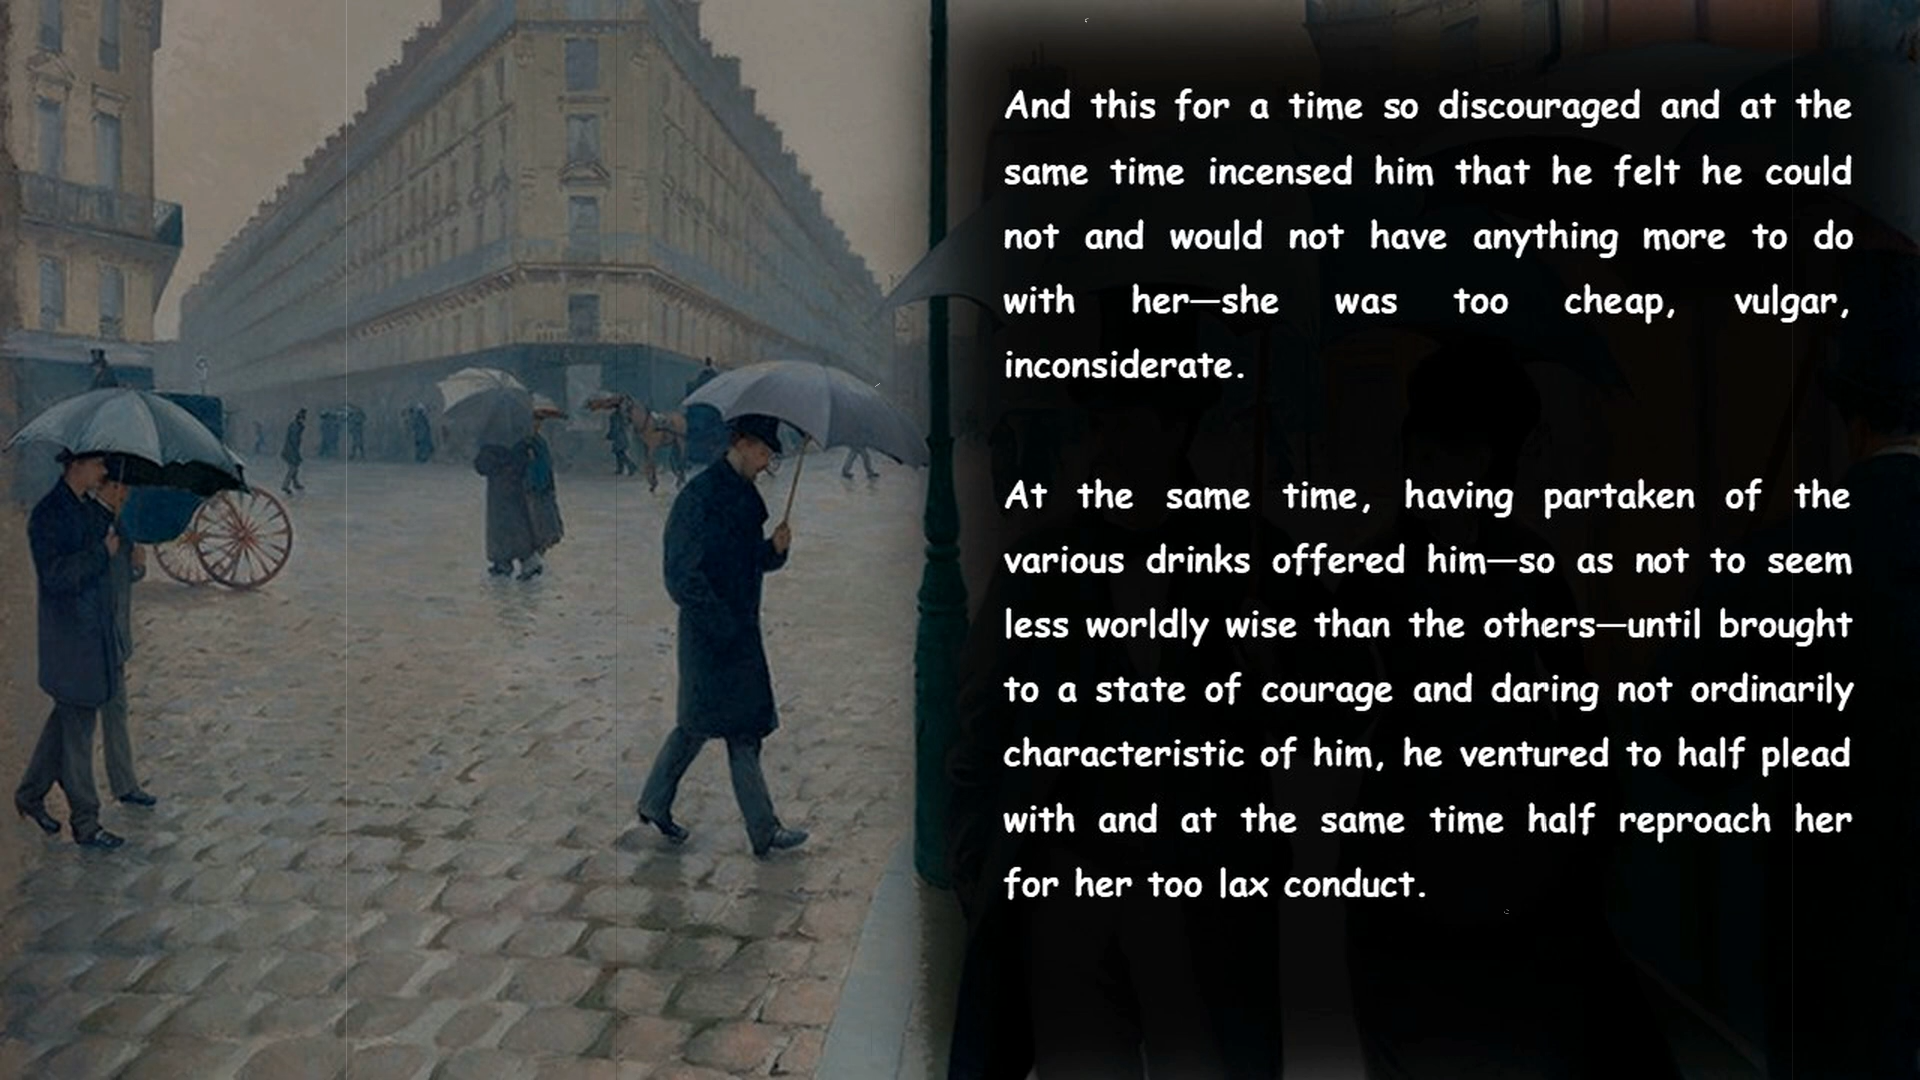 And this for a time so discouraged and at the
same time incensed him that he felt he could
not and would not have anything more to do
with her—she was too cheap, vulgar,
inconsiderate.
At the same time, having partaken of the
various drinks offered him—so as not to seem
less worldly wise than the others—until brought
to a state of courage and daring not ordinarily
characteristic of him, he ventured to half plead
with and at the same time half reproach her
for her too lax conduct.